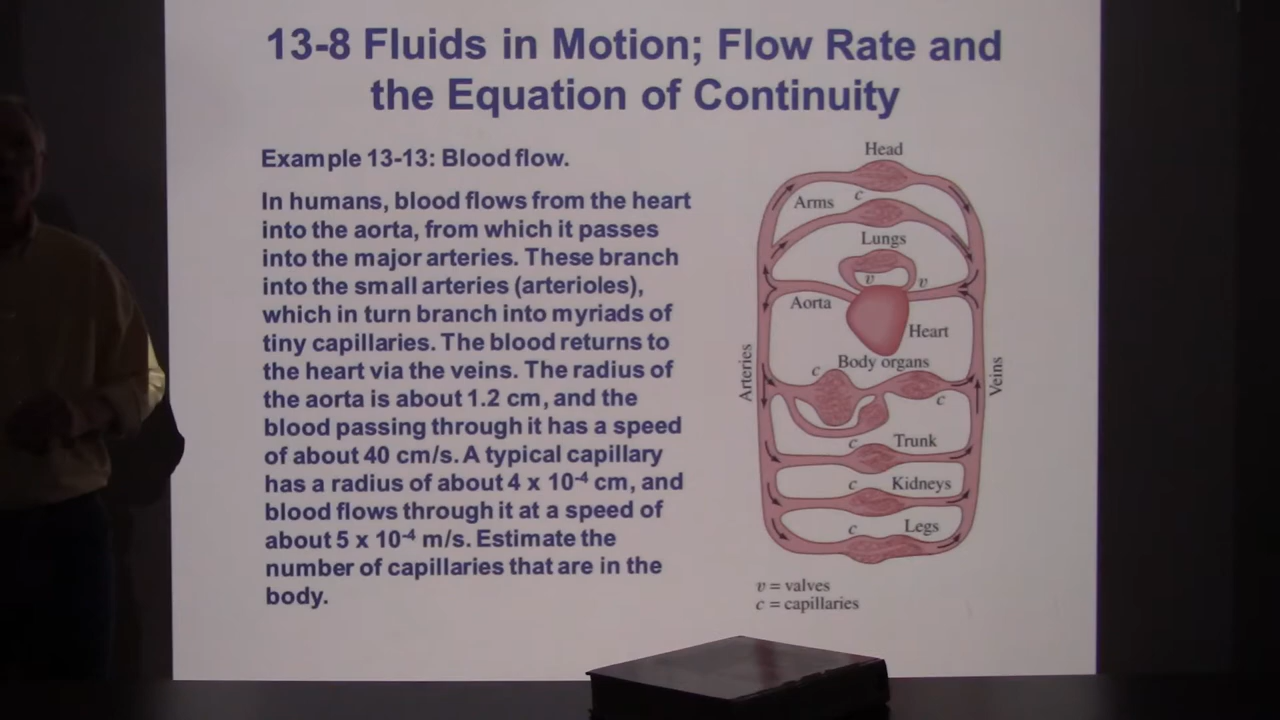 13-8 Fluids in Motion; Flow Rate and
the Equation of Continuity
Example 13-13: Blood flow.
In humans, blood flows from the heart
into the aorta, from which it passes
into the major arteries. These branch
into the small arteries (arterioles),
which in turn branch into myriads of
tiny capillaries. The blood returns to
the heart via the veins. The radius of
the aorta is about 1.2 cm, and the
blood passing through it has a speed
of about 40 cm/s. A typical capillary
has a radius of about 4 x 10⁻⁴ cm, and
blood flows through it at a speed of
about 5 x 10⁻⁴ m/s. Estimate the
number of capillaries that are in the
body.
Head
Arms
c
Lungs
v
v
Aorta
Heart
Body organs
c
c
Arteries
Veins
c
Trunk
c
Kidneys
c
Legs
v = valves
c = capillaries